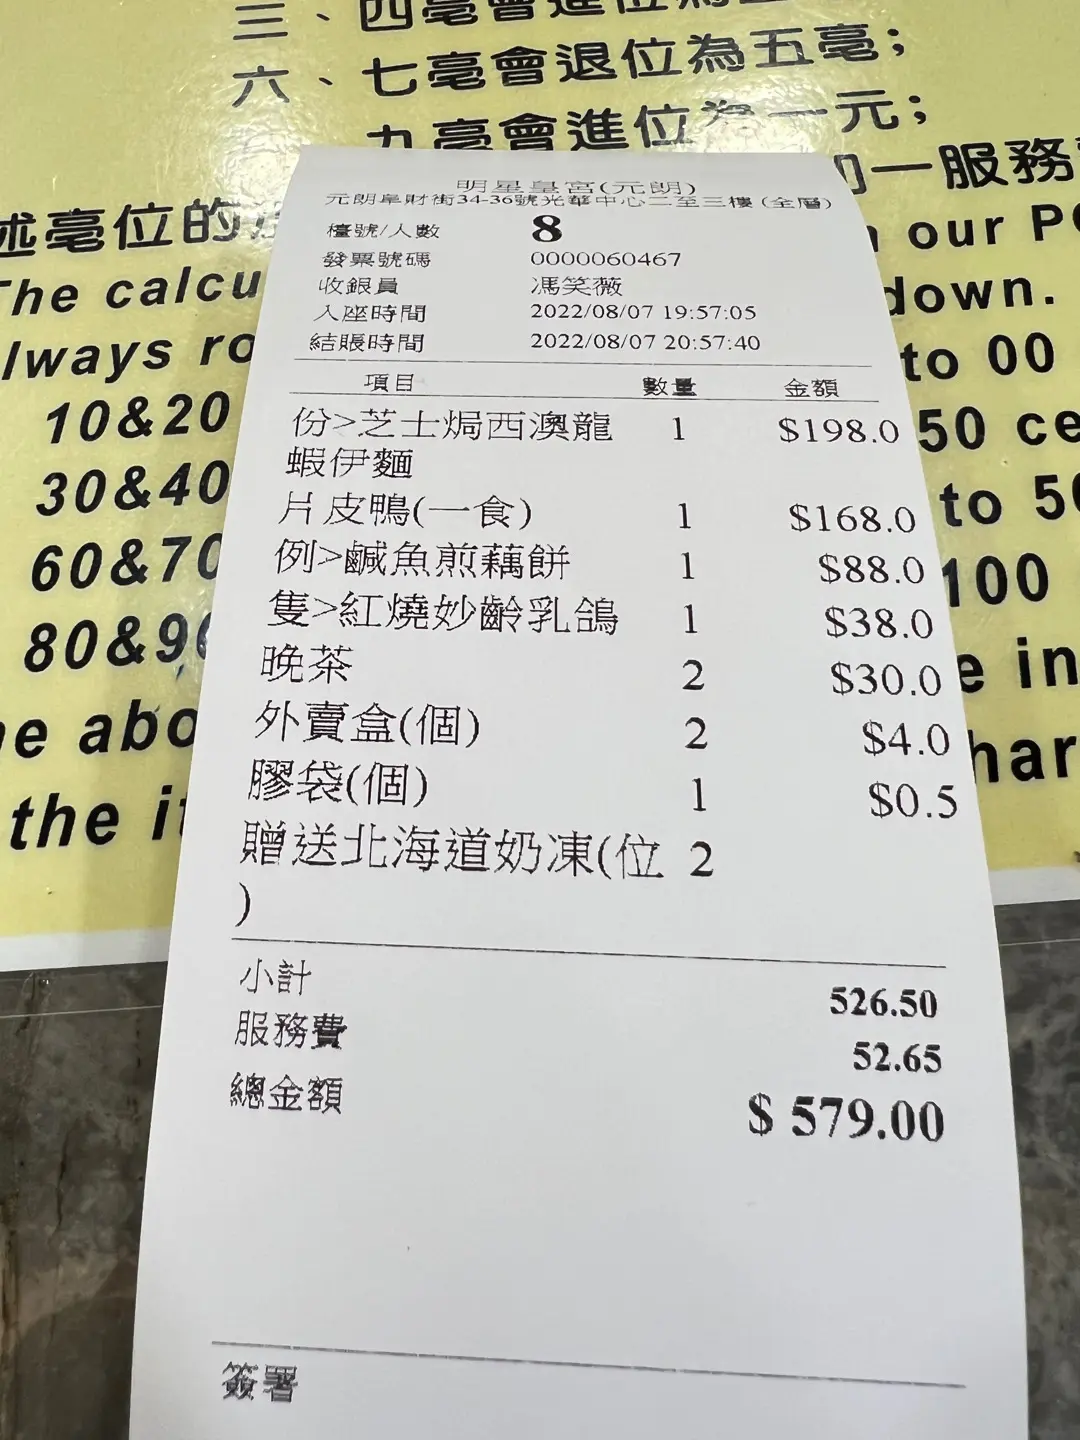 三、四毫會進位為五
六、七毫會退位為五毫；
九毫會進位為一元；
一服務
述毫位的
our
The calcu
down.
always
to 00
10&20
50 ce
30&40
to 50
60&70
100
80&90
in
he abo
har
the it
明星皇宮(元朗)
元朗阜財街34-36號光華中心二至三樓 (全層)
檯號/人數 8
發票號碼 0000060467
收銀員 馮笑薇
入座時間 2022/08/07 19:57:05
結賬時間 2022/08/07 20:57:40
項目 數量 金額
份>芝士焗西澳龍 1 $198.0
蝦伊麵
片皮鴨(一食) 1 $168.0
例>鹹魚煎藕餅 1 $88.0
隻>紅燒妙齡乳鴿 1 $38.0
晚茶 2 $30.0
外賣盒(個) 2 $4.0
膠袋(個) 1 $0.5
贈送北海道奶凍(位 2
)
小計 526.50
服務費 52.65
總金額 $ 579.00
簽署